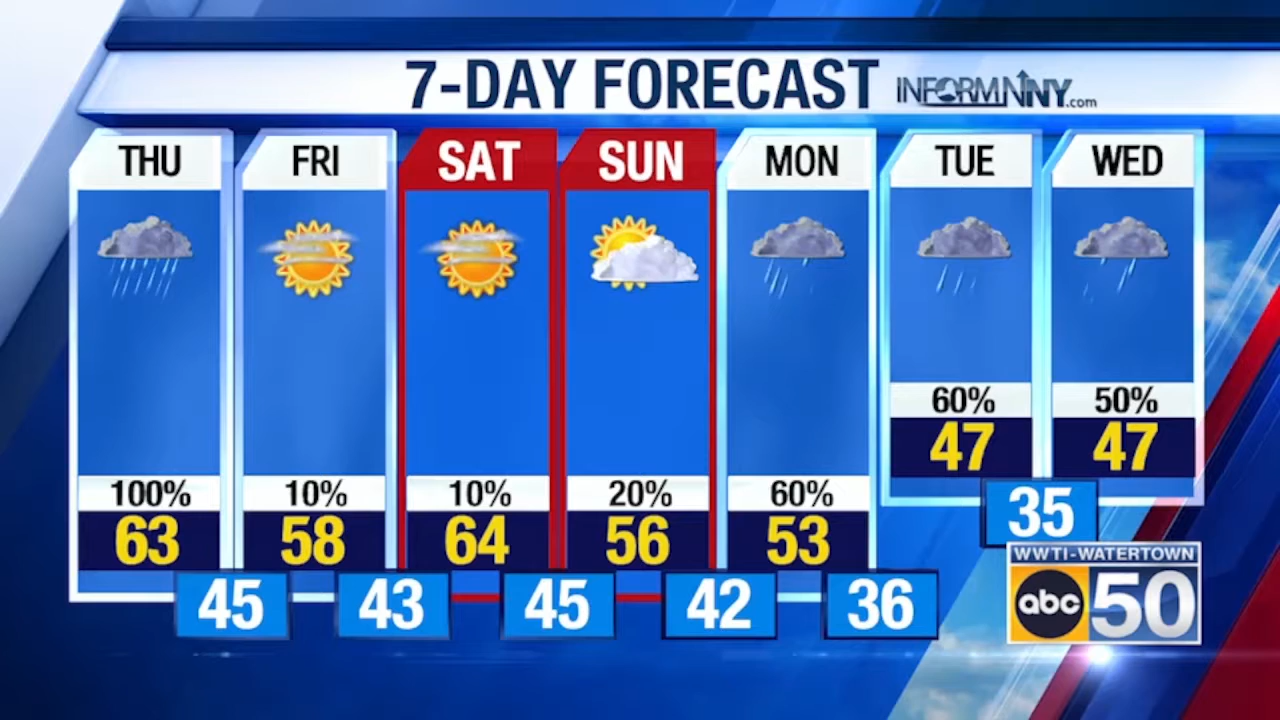 7-DAY FORECAST INFORMNNY.com
THU FRI SAT SUN MON TUE WED
60% 50%
47 47
100% 10% 10% 20% 60%
63 58 64 56 53
35
WWTI-WATERTOWN
abc 50
45 43 45 42 36